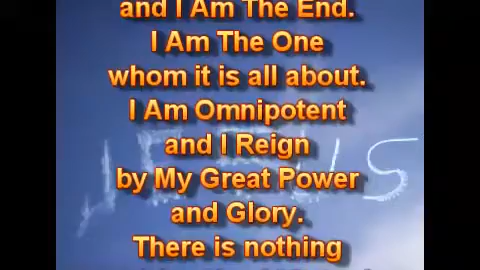 and I Am The End.
I Am The One
whom it is all about.
I Am Omnipotent
and I Reign
by My Great Power
and Glory.
There is nothing
JESUS